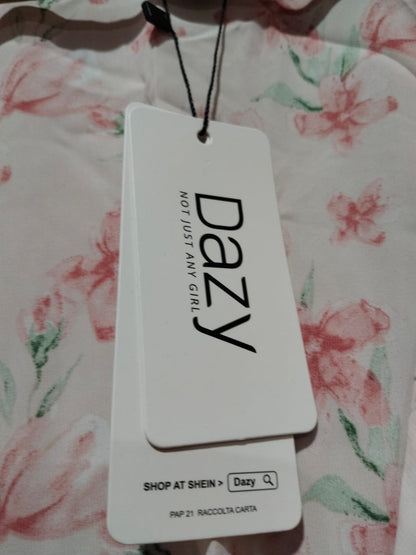 Dazy
NOT JUST ANY GIRL
SHOP AT SHEIN > Dazy
PAP 21 RACCOLTA CARTA